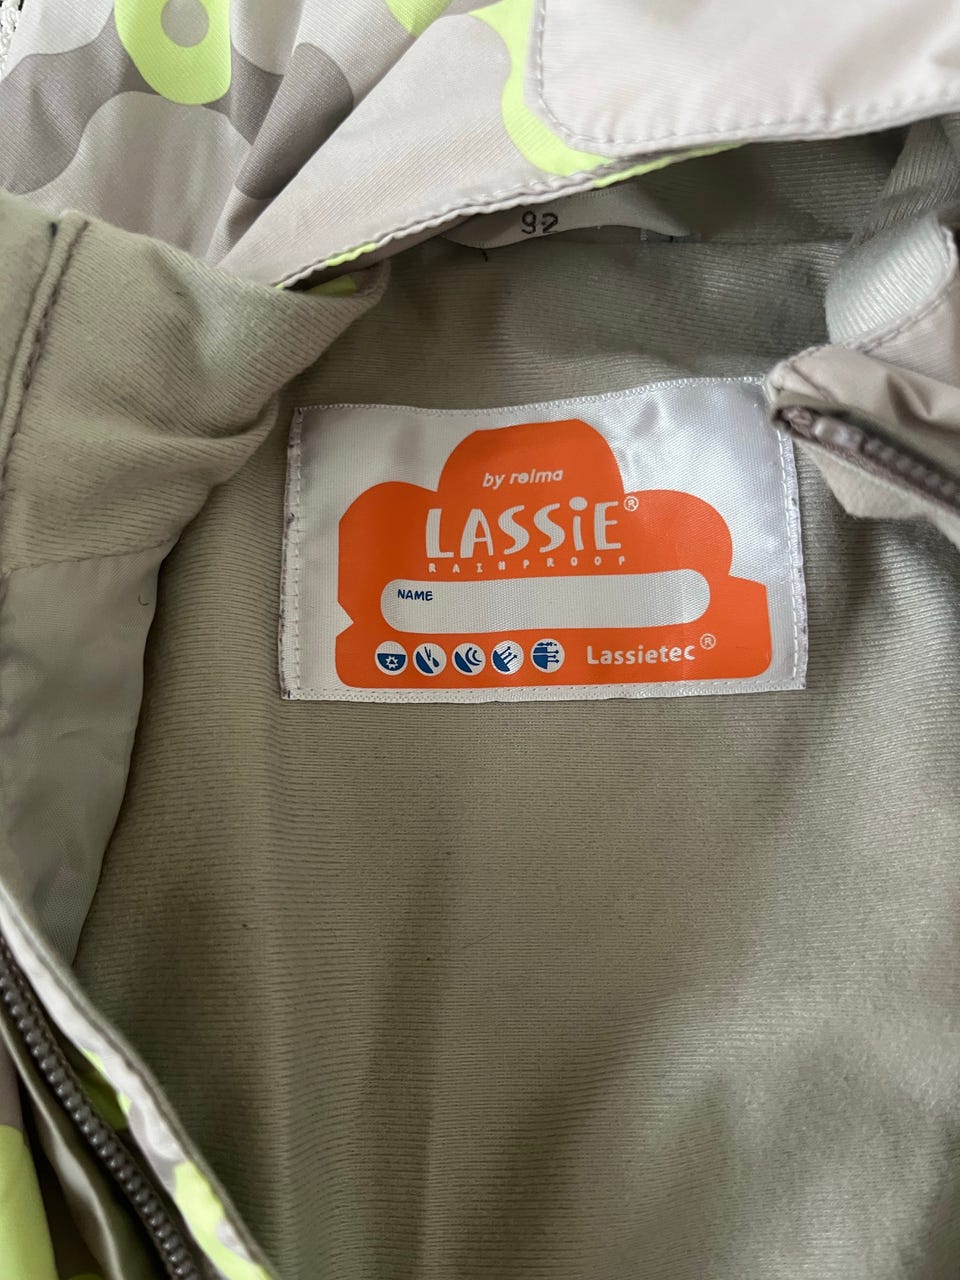 92
by reima
LASSiE®
RAINPROOF
NAME
Lassietec®